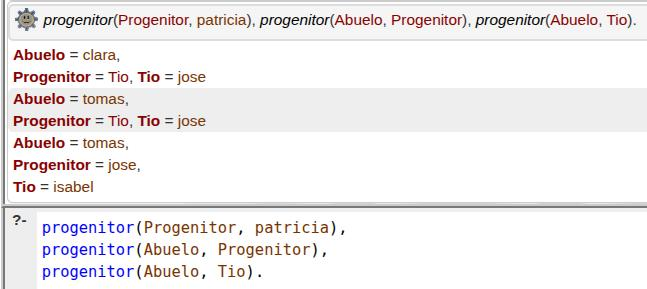 progenitor(Progenitor, patricia), progenitor(Abuelo, Progenitor), progenitor(Abuelo, Tio).
Abuelo = clara,
Progenitor = Tio, Tio = jose
Abuelo = tomas,
Progenitor = Tio, Tio = jose
Abuelo = tomas,
Progenitor = jose,
Tio = isabel
?- progenitor(Progenitor, patricia),
progenitor(Abuelo, Progenitor),
progenitor(Abuelo, Tio).